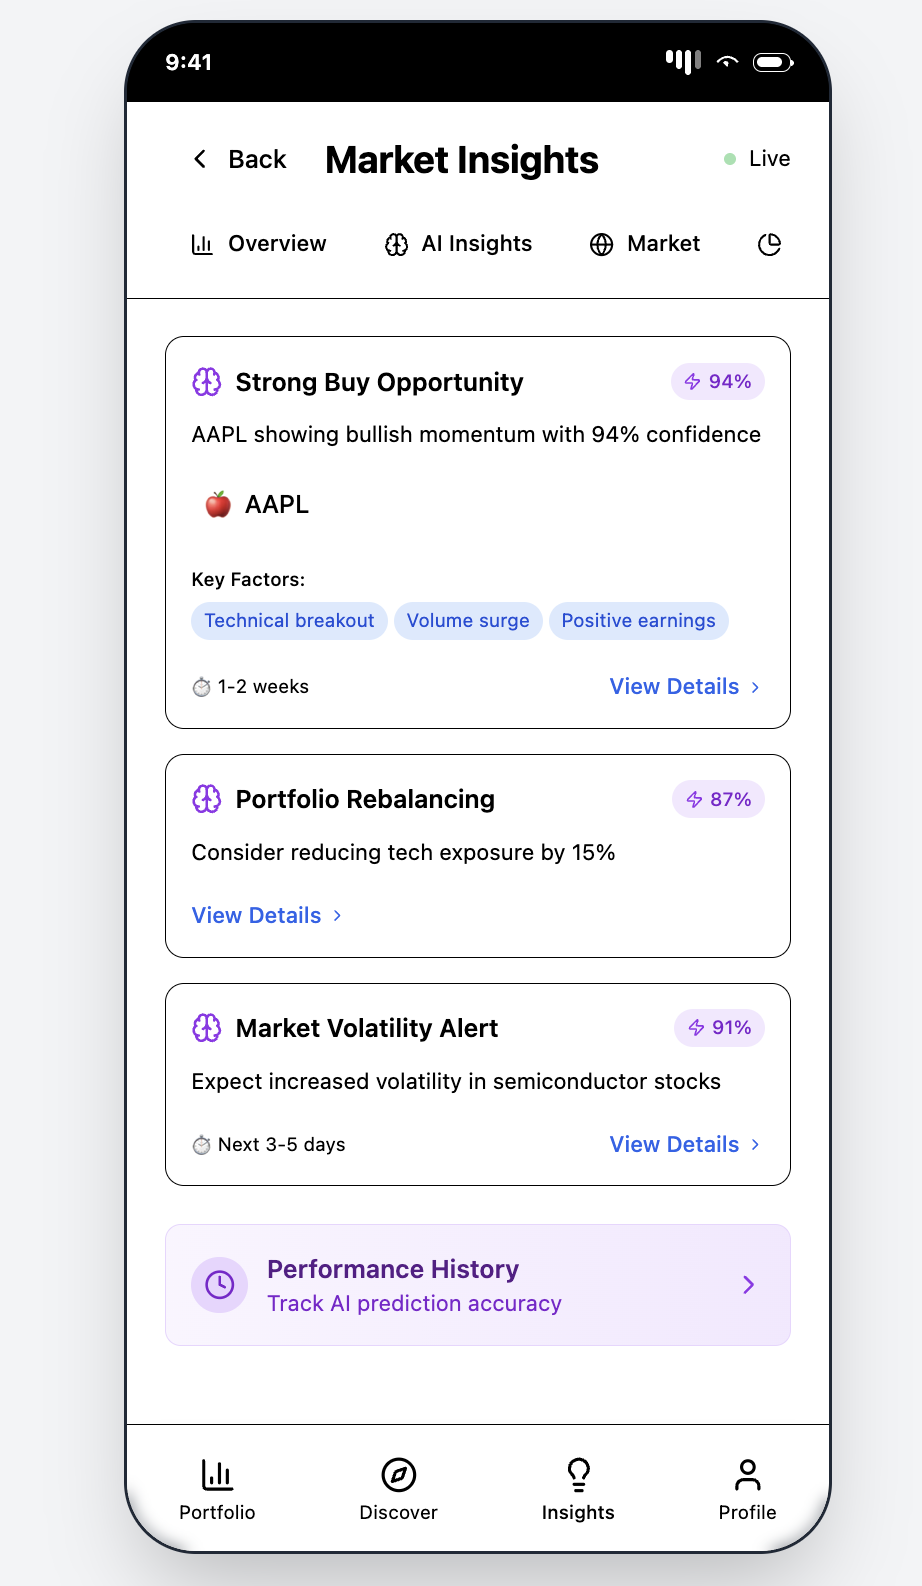 9:41
Back
Market Insights
Live
Overview
AI Insights
Market
Strong Buy Opportunity
94%
AAPL showing bullish momentum with 94% confidence
AAPL
Key Factors:
Technical breakout
Volume surge
Positive earnings
1-2 weeks
View Details
Portfolio Rebalancing
87%
Consider reducing tech exposure by 15%
View Details
Market Volatility Alert
91%
Expect increased volatility in semiconductor stocks
Next 3-5 days
View Details
Performance History
Track AI prediction accuracy
Portfolio
Discover
Insights
Profile